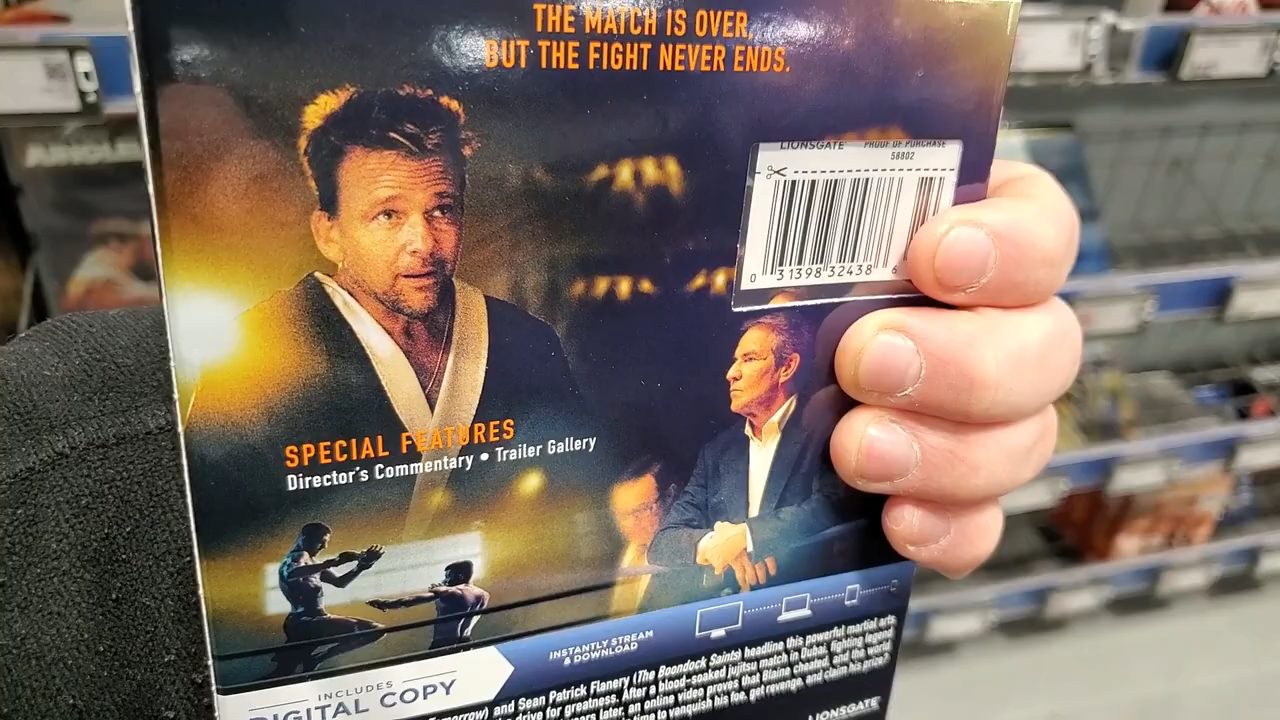 THE MATCH IS OVER,
BUT THE FIGHT NEVER ENDS.
LIONSGATE PROOF OF PURCHASE
58802
0 31398 32438 6
SPECIAL FEATURES
Director's Commentary • Trailer Gallery
INSTANTLY STREAM
& DOWNLOAD
INCLUDES
DIGITAL COPY
and Sean Patrick Flanery (The Boondock Saints) headline this powerful martial arts
drive for greatness. After a blood-soaked jujitsu match in Dubai, fighting legend
later, an online video proves that Blaine cheated, and the world
time to vanquish his foe, get revenge, and claim his prize?
LIONSGATE